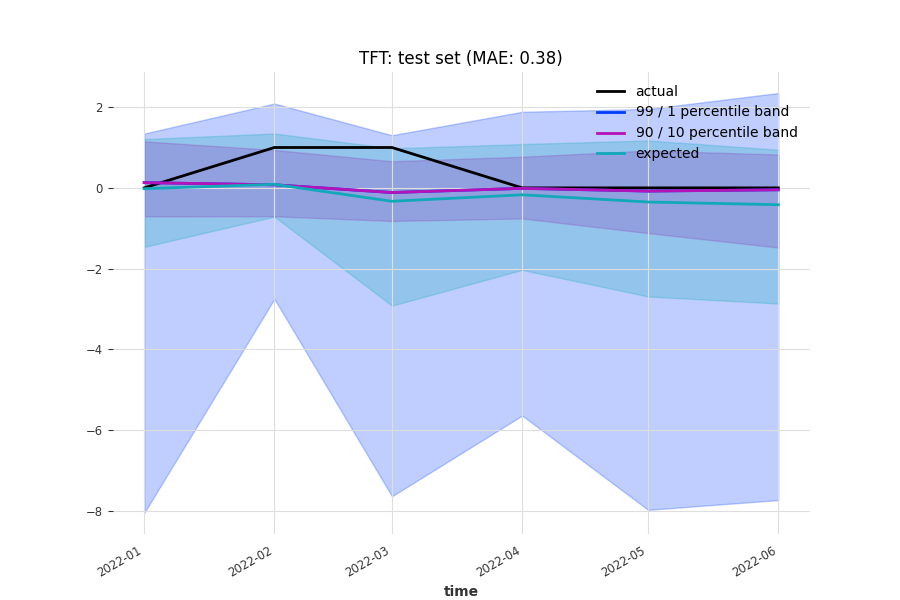 TFT: test set (MAE: 0.38)
actual
99 / 1 percentile band
90 / 10 percentile band
expected
2
0
−2
−4
−6
−8
2022-01
2022-02
2022-03
2022-04
2022-05
2022-06
time